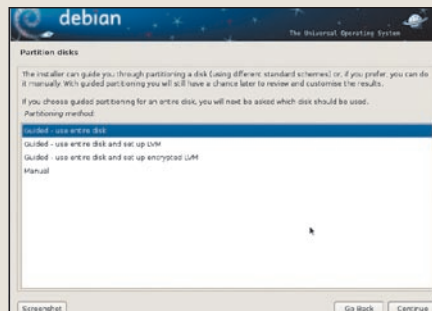 debian
The Universal Operating System
Partition disks
The installer can guide you through partitioning a disk (using different standard schemes) or, if you prefer, you can do
it manually. With guided partitioning you will still have a chance later to review and customise the results.
If you choose guided partitioning for an entire disk, you will next be asked which disk should be used.
Partitioning method:
Guided - use entire disk
Guided - use entire disk and set up LVM
Guided - use entire disk and set up encrypted LVM
Manual
Screenshot
Go Back
Continue